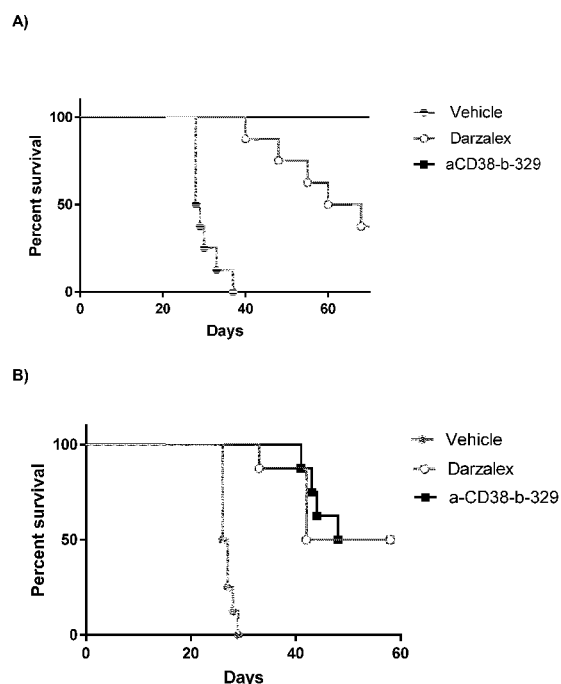 A)
Percent survival
100
50
0
0 20 40 60
Days
Vehicle
Darzalex
aCD38-b-329
B)
Percent survival
100
50
0
0 20 40 60
Days
Vehicle
Darzalex
a-CD38-b-329